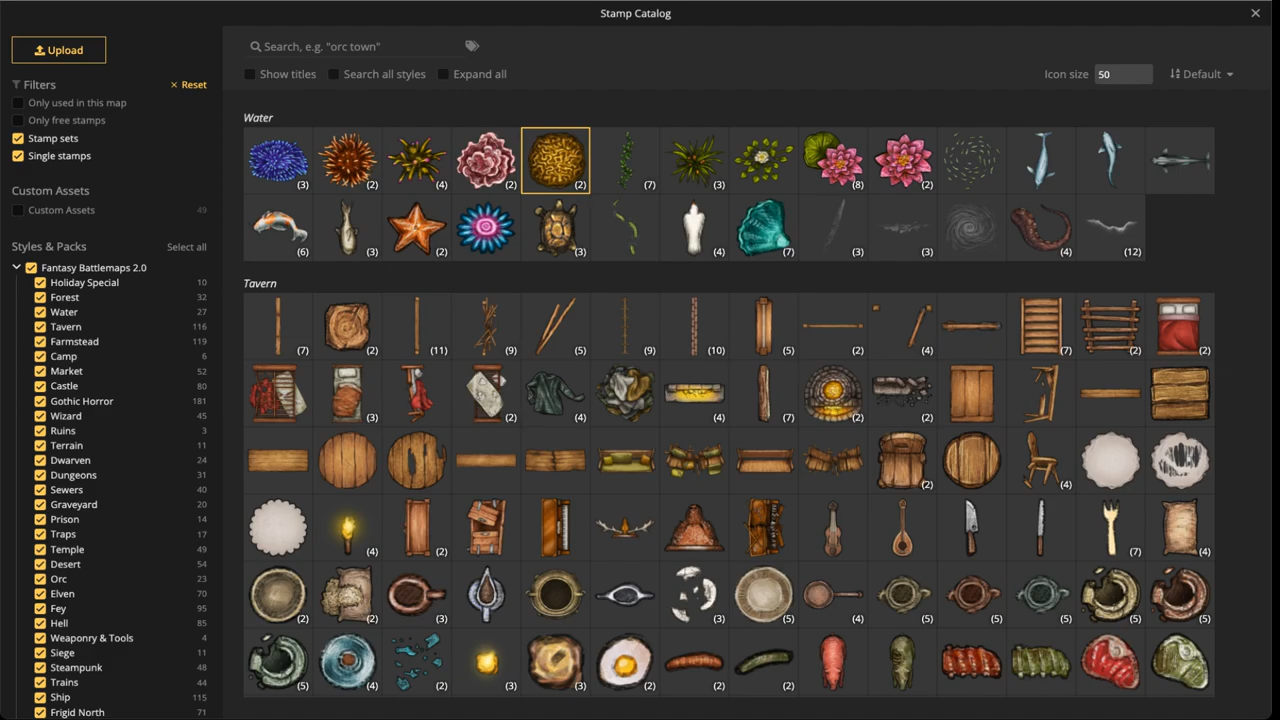 Stamp Catalog
Upload
Search, e.g. "orc town"
Show titles
Search all styles
Expand all
Icon size
50
Default
Filters
Reset
Only used in this map
Only free stamps
Stamp sets
Single stamps
Custom Assets
Custom Assets 49
Styles & Packs
Select all
Fantasy Battlemaps 2.0
Holiday Special 10
Forest 32
Water 27
Tavern 116
Farmstead 119
Camp 6
Market 52
Castle 80
Gothic Horror 181
Wizard 45
Ruins 3
Terrain 11
Dwarven 24
Dungeons 31
Sewers 40
Graveyard 20
Prison 14
Traps 17
Temple 49
Desert 54
Orc 23
Elven 70
Fey 95
Hell 85
Weaponry & Tools 4
Siege 11
Steampunk 48
Trains 44
Ship 115
Frigid North 71
Water
(3) (2) (4) (2) (2) (7) (3) (8) (2)
(6) (3) (2) (3) (4) (7) (3) (3) (4) (12)
Tavern
(7) (2) (11) (9) (5) (9) (10) (5) (2) (4) (7) (2) (2)
(3) (2) (4) (4) (7) (2) (2)
(2) (4)
(4) (2) (7) (4)
(2) (2) (3) (3) (5) (4) (5) (5) (5) (5) (5)
(5) (4) (2) (3) (3) (2) (2) (2)